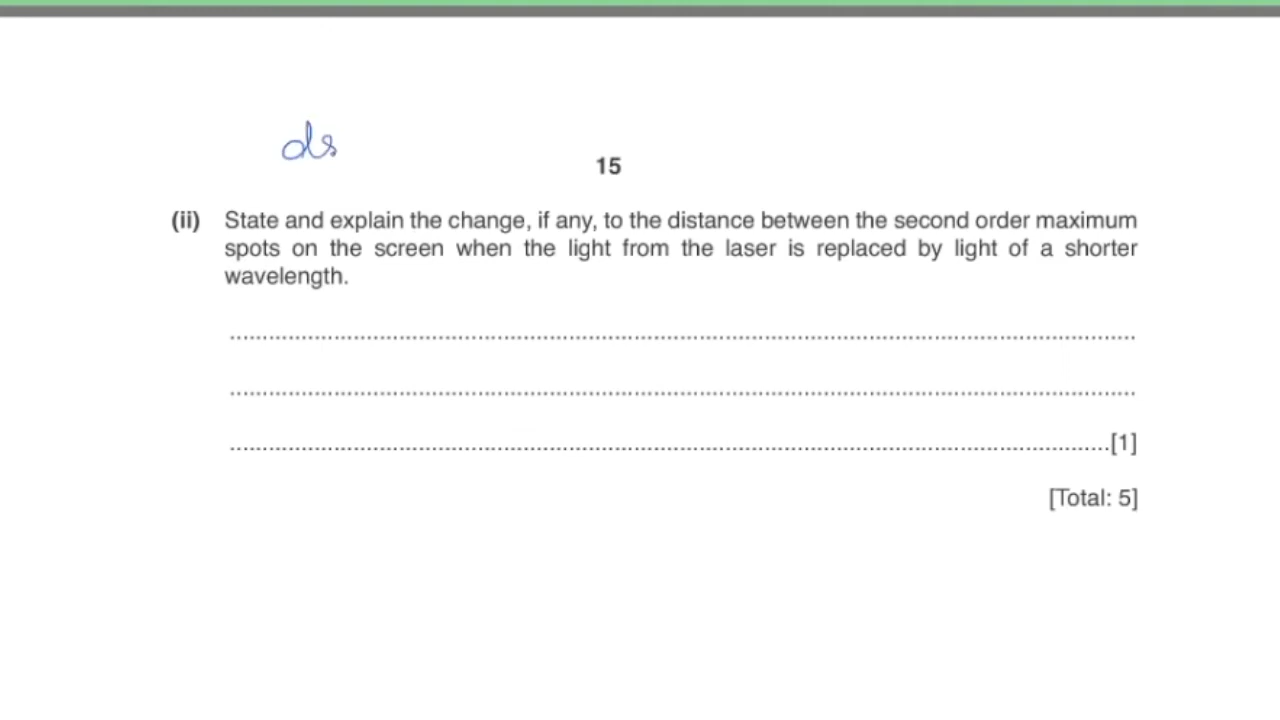 ds
15
(ii) State and explain the change, if any, to the distance between the second order maximum
spots on the screen when the light from the laser is replaced by light of a shorter
wavelength.
................................................................................................................................................
................................................................................................................................................
............................................................................................................................................[1]
[Total: 5]